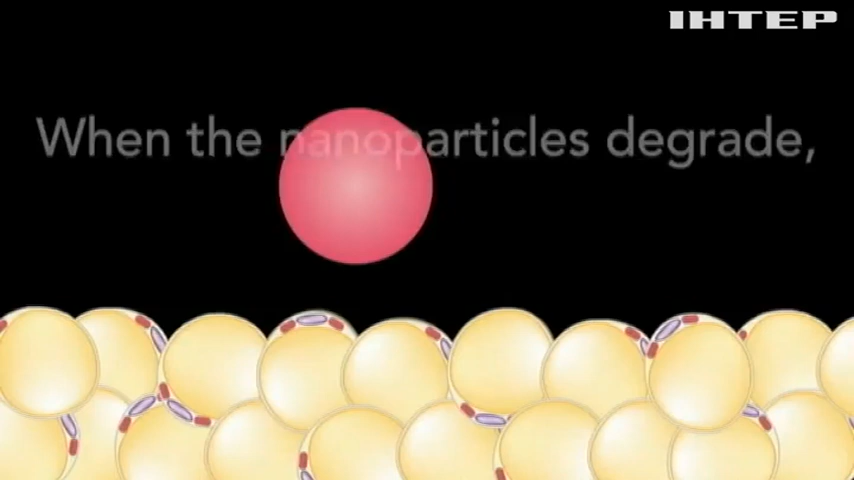 ІНТЕР
When the nanoparticles degrade,